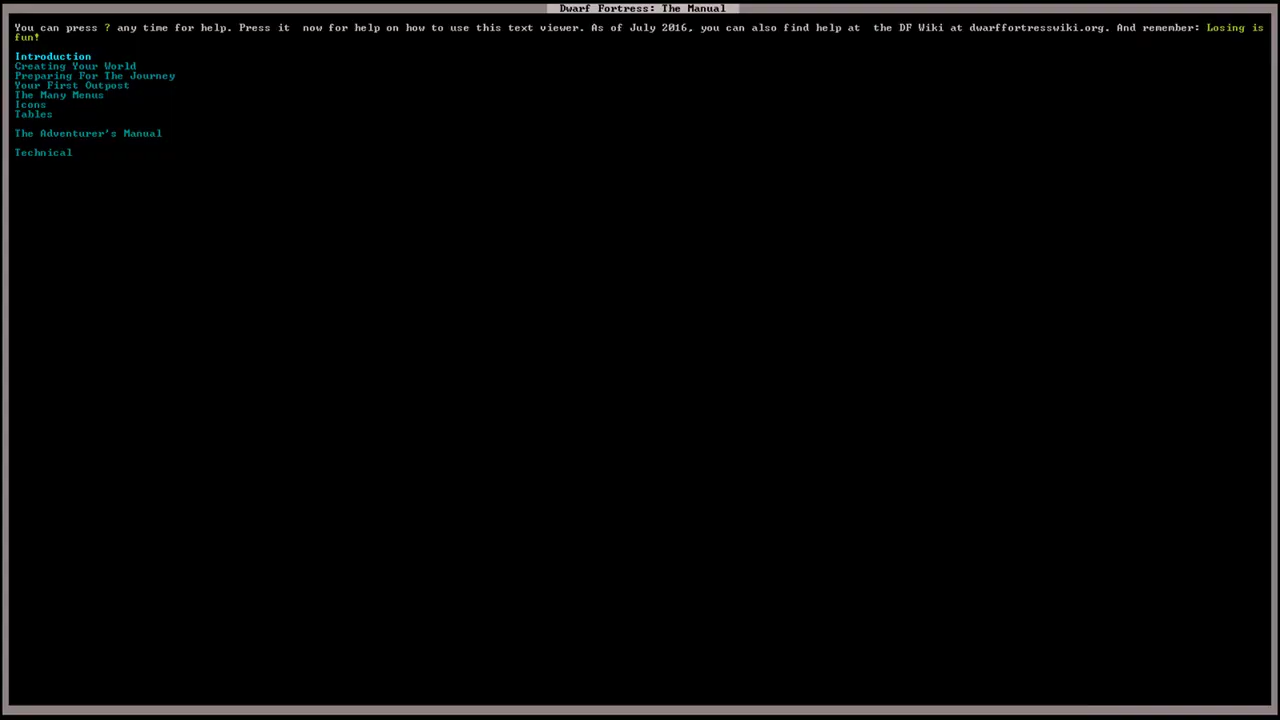 Dwarf Fortress: The Manual
You can press ? any time for help. Press it  now for help on how to use this text viewer. As of July 2016, you can also find help at  the DF Wiki at dwarffortresswiki.org. And remember: Losing is
fun!
Introduction
Creating Your World
Preparing For The Journey
Your First Outpost
The Many Menus
Icons
Tables
The Adventurer's Manual
Technical